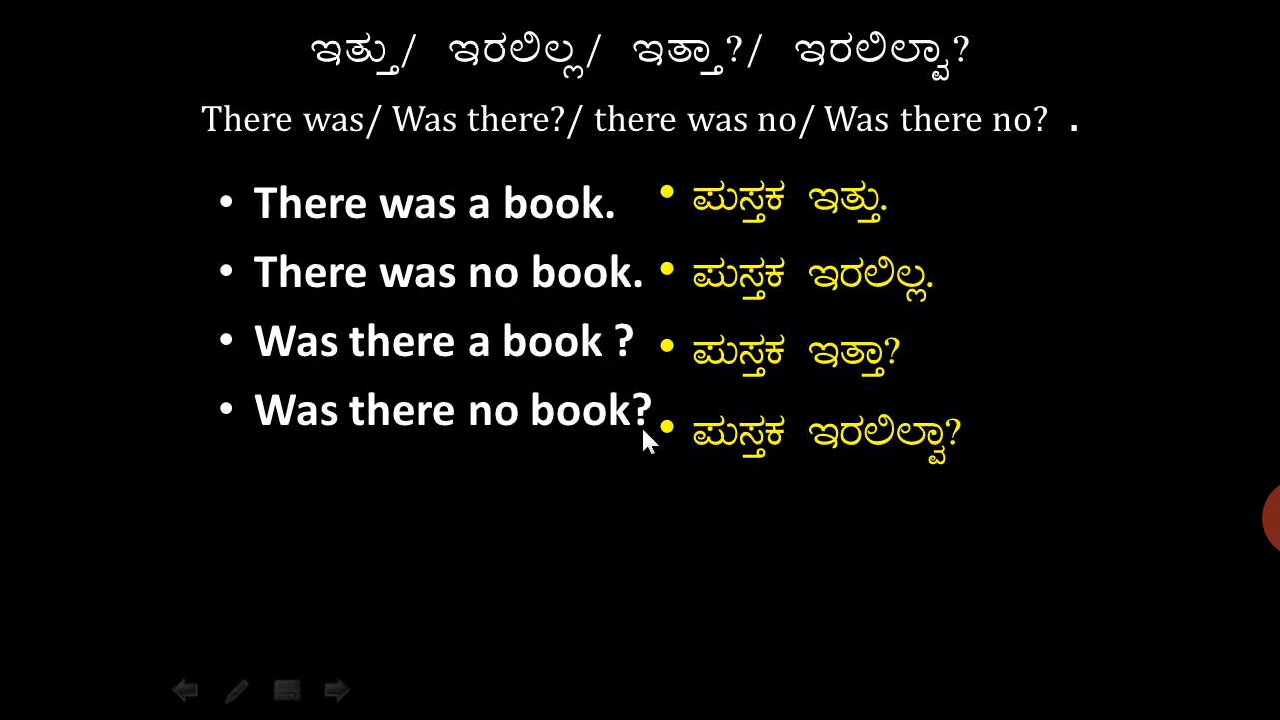 ಇತ್ತು/ ಇರಲಿಲ್ಲ/ ಇತ್ತಾ?/ ಇರಲಿಲ್ವಾ?
There was/ Was there?/ there was no/ Was there no? .
• There was a book.
• ಪುಸ್ತಕ ಇತ್ತು.
• There was no book.
• ಪುಸ್ತಕ ಇರಲಿಲ್ಲ.
• Was there a book ?
• ಪುಸ್ತಕ ಇತ್ತಾ?
• Was there no book?
• ಪುಸ್ತಕ ಇರಲಿಲ್ವಾ?